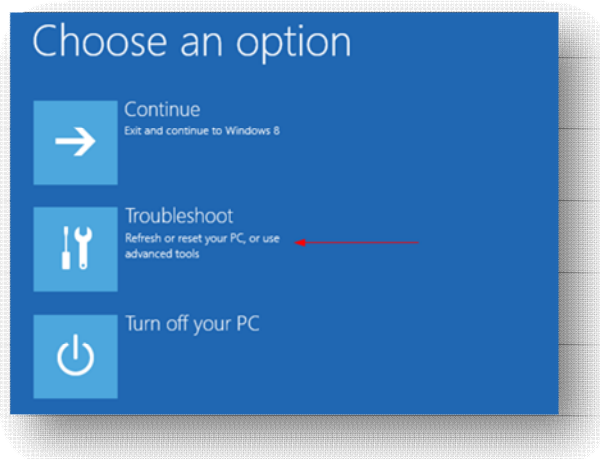 Choose an option
Continue
Exit and continue to Windows 8
Troubleshoot
Refresh or reset your PC, or use
advanced tools
Turn off your PC